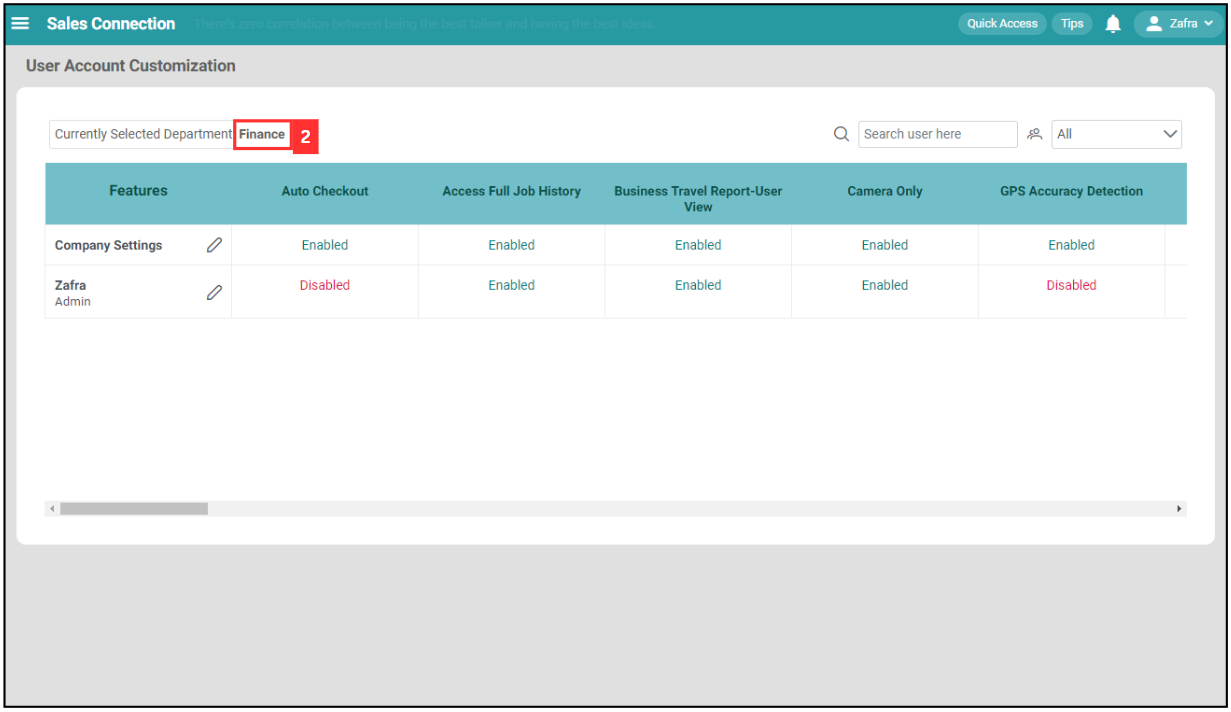 Sales Connection There's zero correlation between being the best talker and having the best ideas. Quick Access Tips Zafra
User Account Customization
Currently Selected Department Finance 2 Search user here All
Features Auto Checkout Access Full Job History Business Travel Report-User View Camera Only GPS Accuracy Detection
Company Settings Enabled Enabled Enabled Enabled Enabled
Zafra Disabled Enabled Enabled Enabled Disabled
Admin